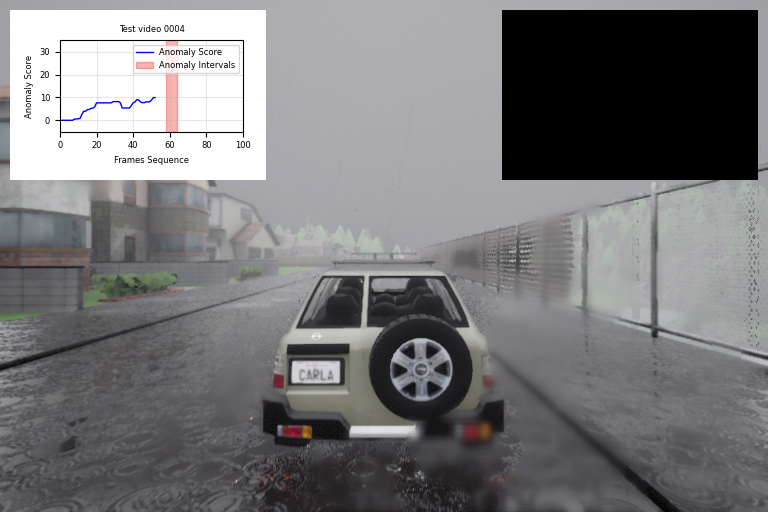 Test video 0004
Anomaly Score
30
20
10
0
Anomaly Score
Anomaly Intervals
0 20 40 60 80 100
Frames Sequence
CARLA